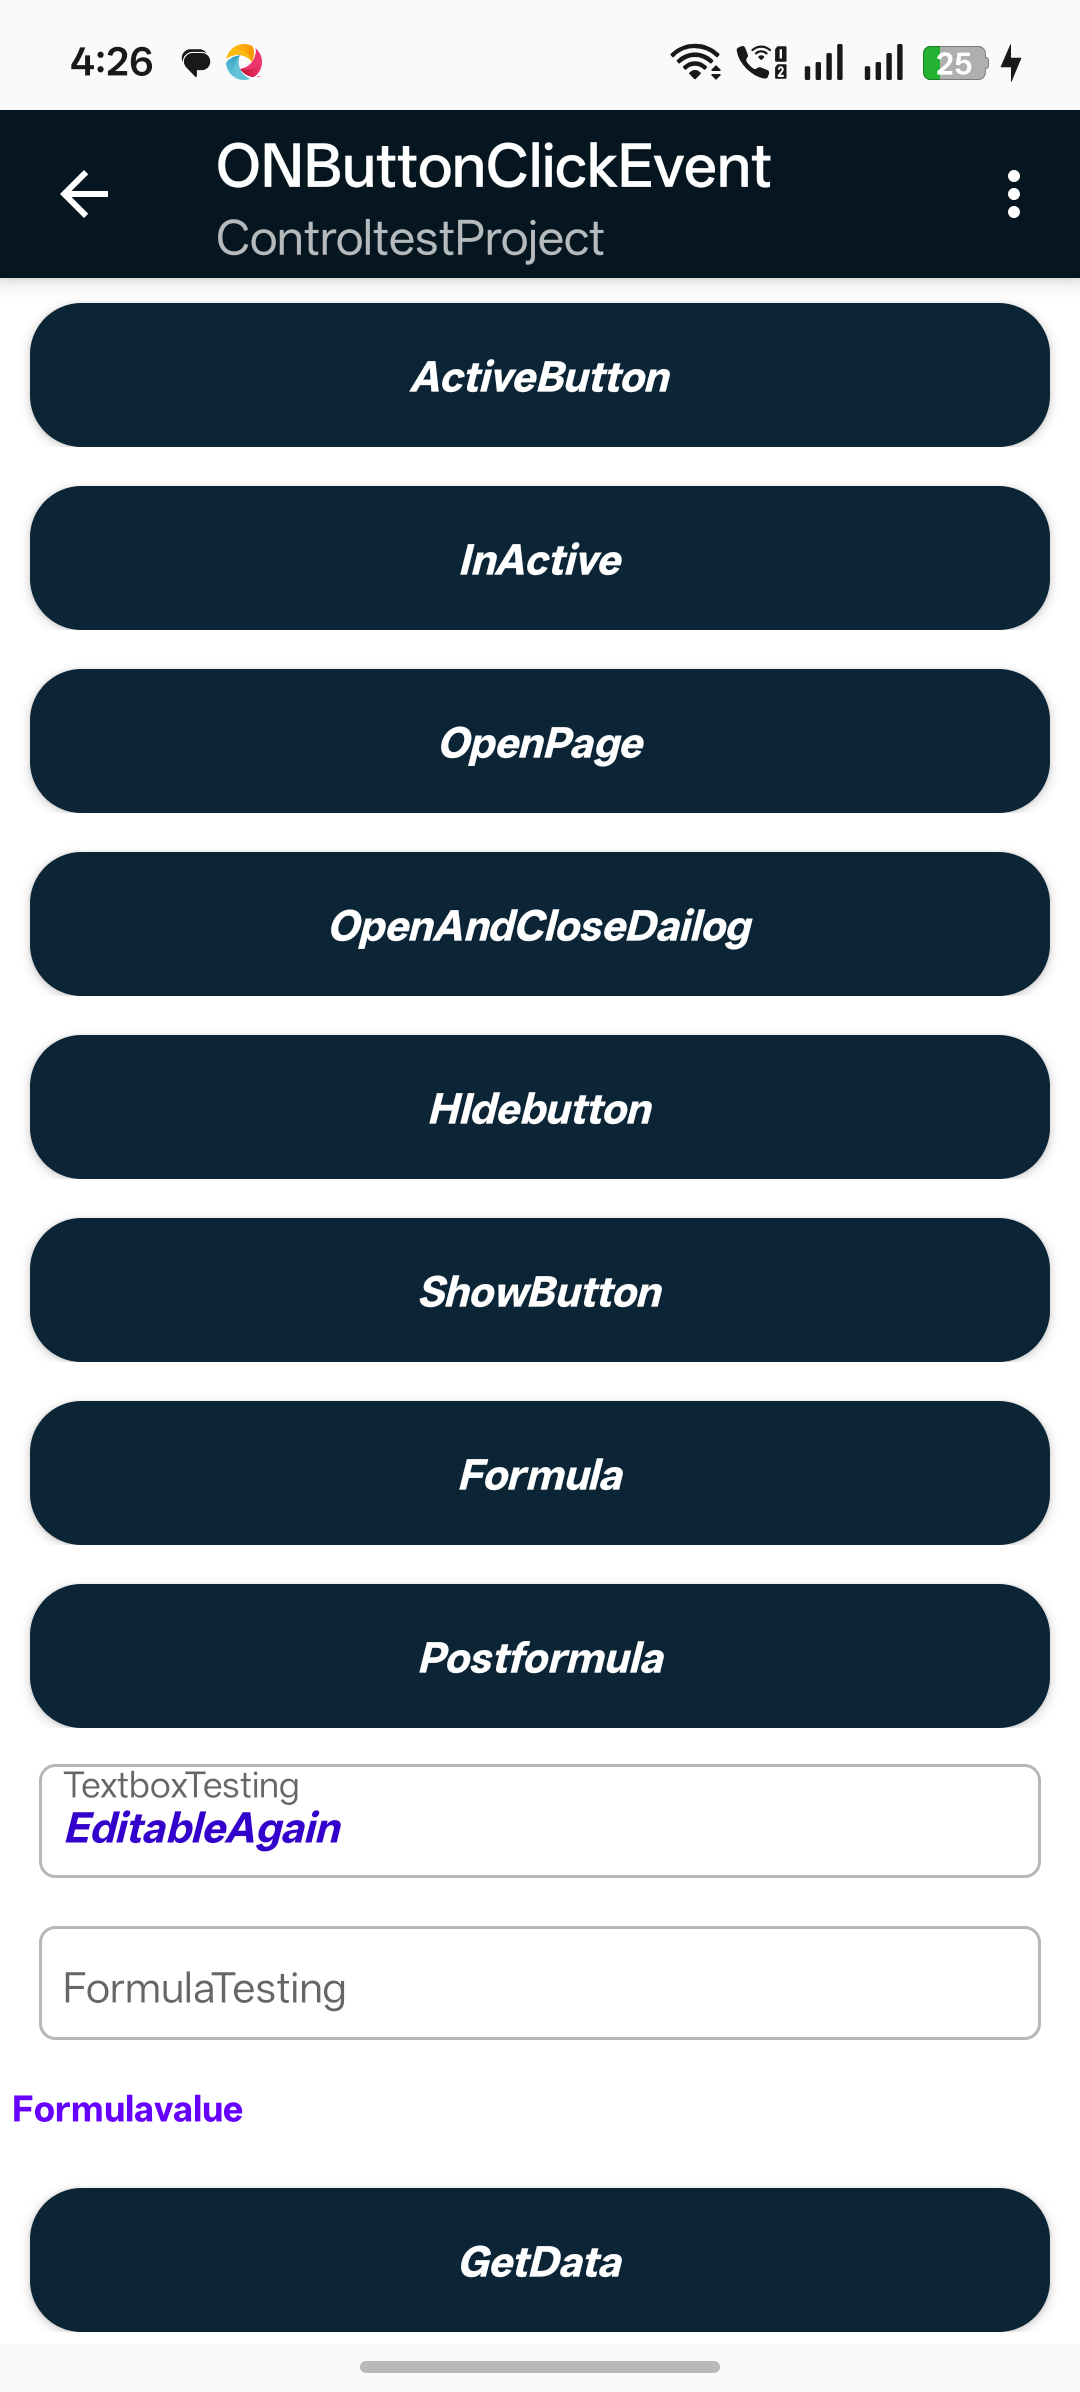 4:26
25
ONButtonClickEvent
ControltestProject
ActiveButton
InActive
OpenPage
OpenAndCloseDailog
HIdebutton
ShowButton
Formula
Postformula
TextboxTesting
EditableAgain
FormulaTesting
Formulavalue
GetData